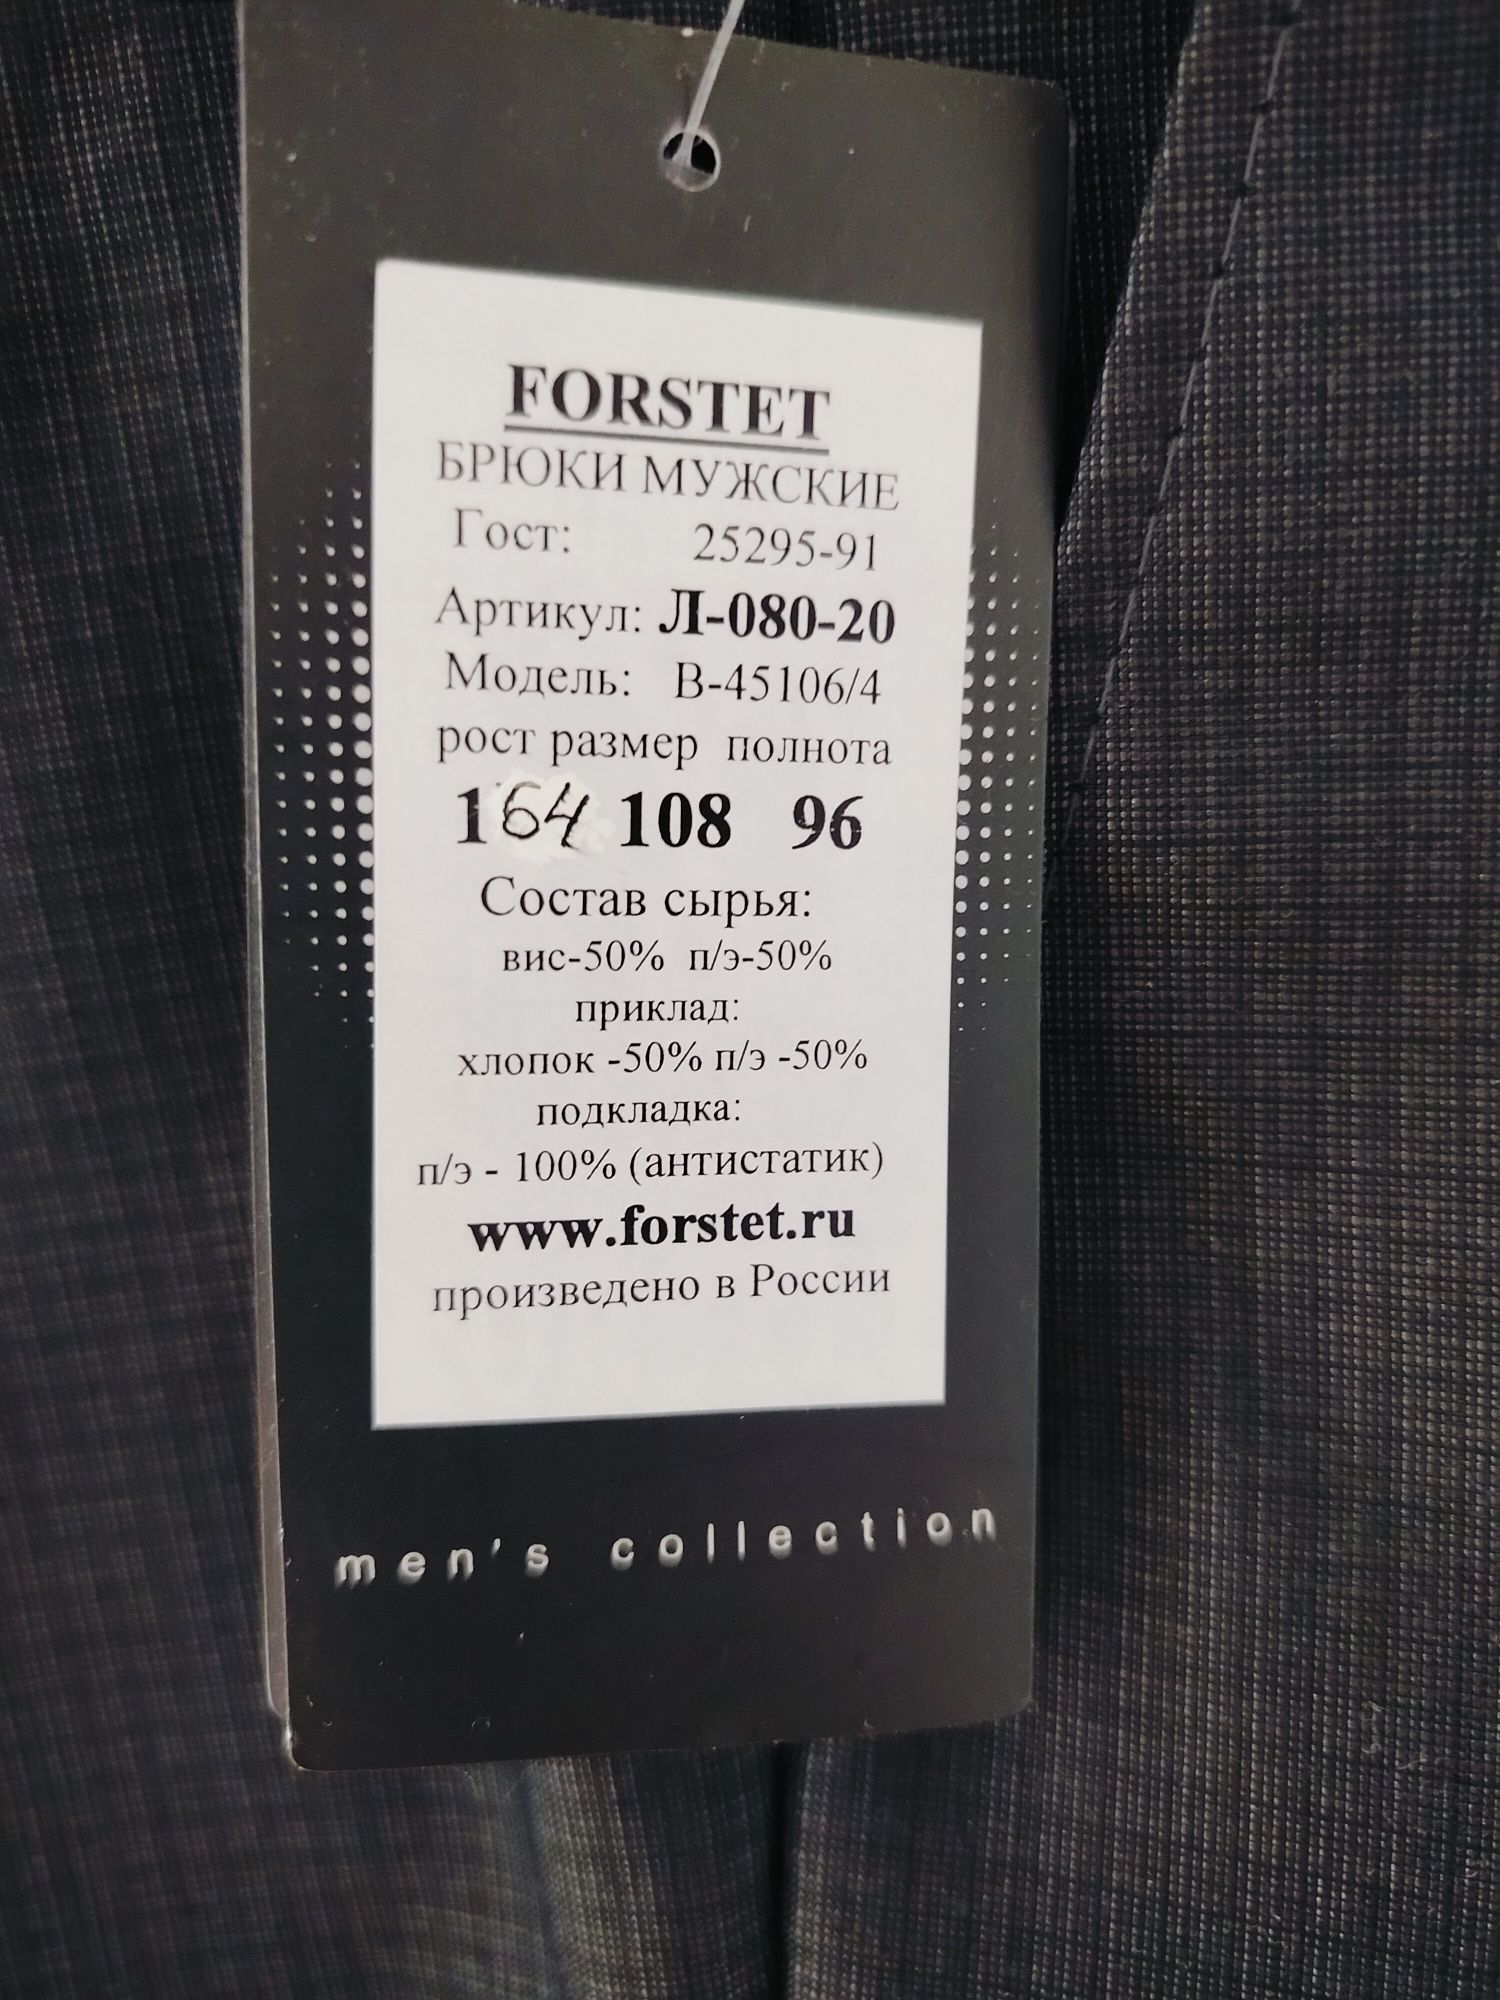 FORSTET
БРЮКИ МУЖСКИЕ
Гост: 25295-91
Артикул: Л-080-20
Модель: В-45106/4
рост размер полнота
164 108 96
Состав сырья:
вис-50% п/э-50%
приклад:
хлопок -50% п/э -50%
подкладка:
п/э - 100% (антистатик)
www.forstet.ru
произведено в России
men's collection